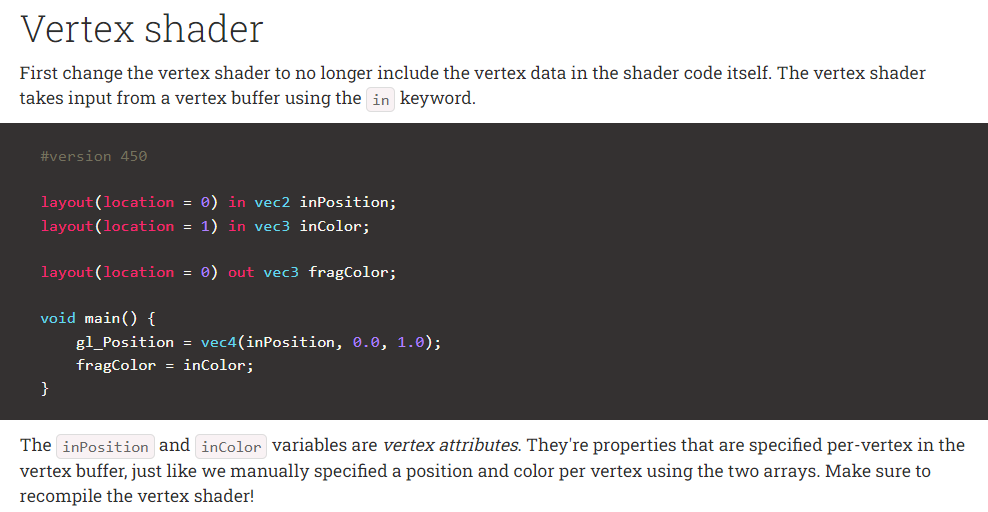 Vertex shader
First change the vertex shader to no longer include the vertex data in the shader code itself. The vertex shader
takes input from a vertex buffer using the in keyword.
#version 450
layout(location = 0) in vec2 inPosition;
layout(location = 1) in vec3 inColor;
layout(location = 0) out vec3 fragColor;
void main() {
    gl_Position = vec4(inPosition, 0.0, 1.0);
    fragColor = inColor;
}
The inPosition and inColor variables are vertex attributes. They're properties that are specified per-vertex in the
vertex buffer, just like we manually specified a position and color per vertex using the two arrays. Make sure to
recompile the vertex shader!